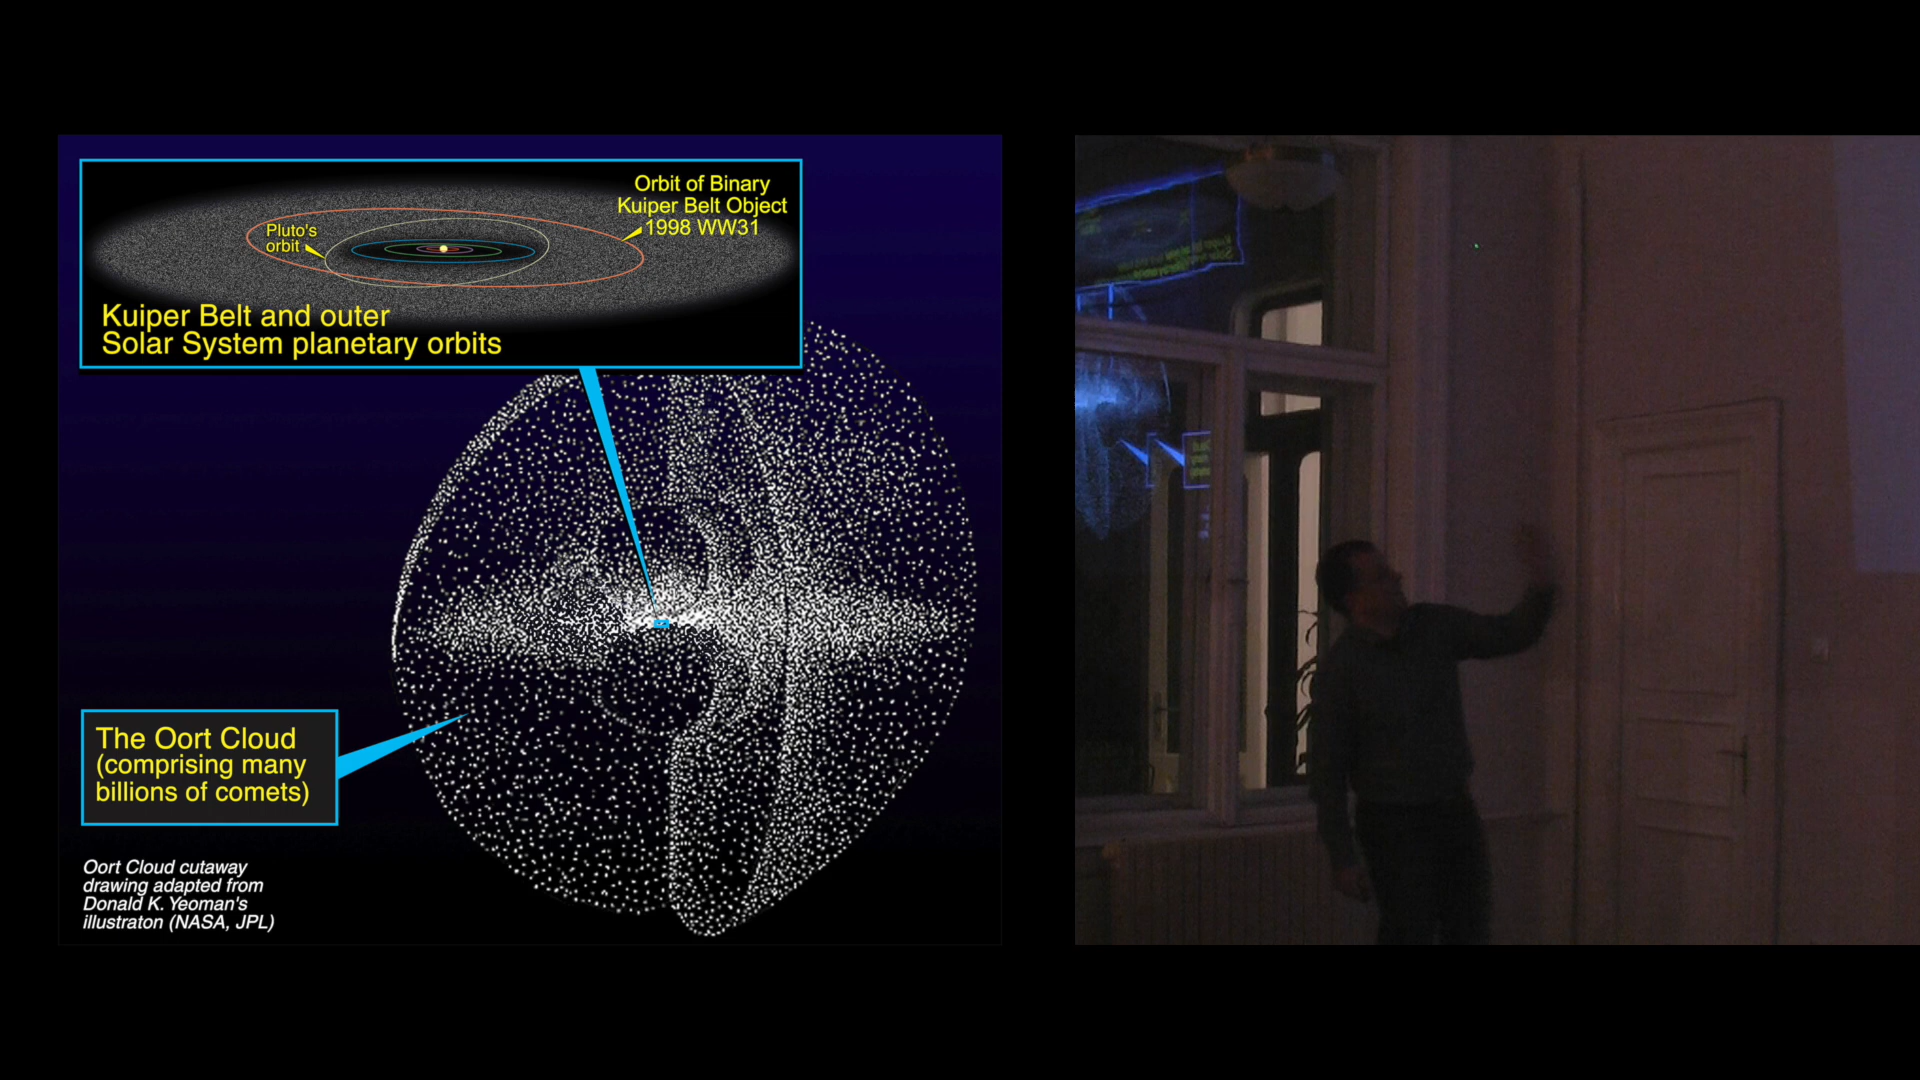 Orbit of Binary
Kuiper Belt Object
1998 WW31
Pluto's
orbit
Kuiper Belt and outer
Solar System planetary orbits
The Oort Cloud
(comprising many
billions of comets)
Oort Cloud cutaway
drawing adapted from
Donald K. Yeoman's
illustraton (NASA, JPL)